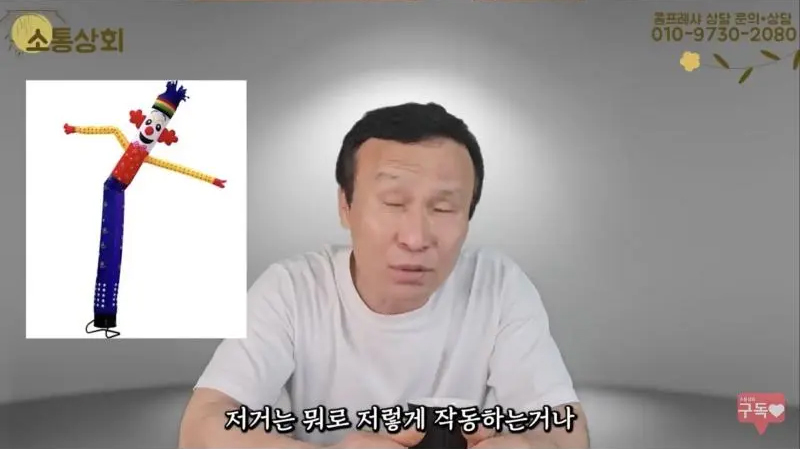 소통상회
콤프레샤 상담 문의•상담
010-9730-2080
저거는 뭐로 저렇게 작동하는거냐
구독